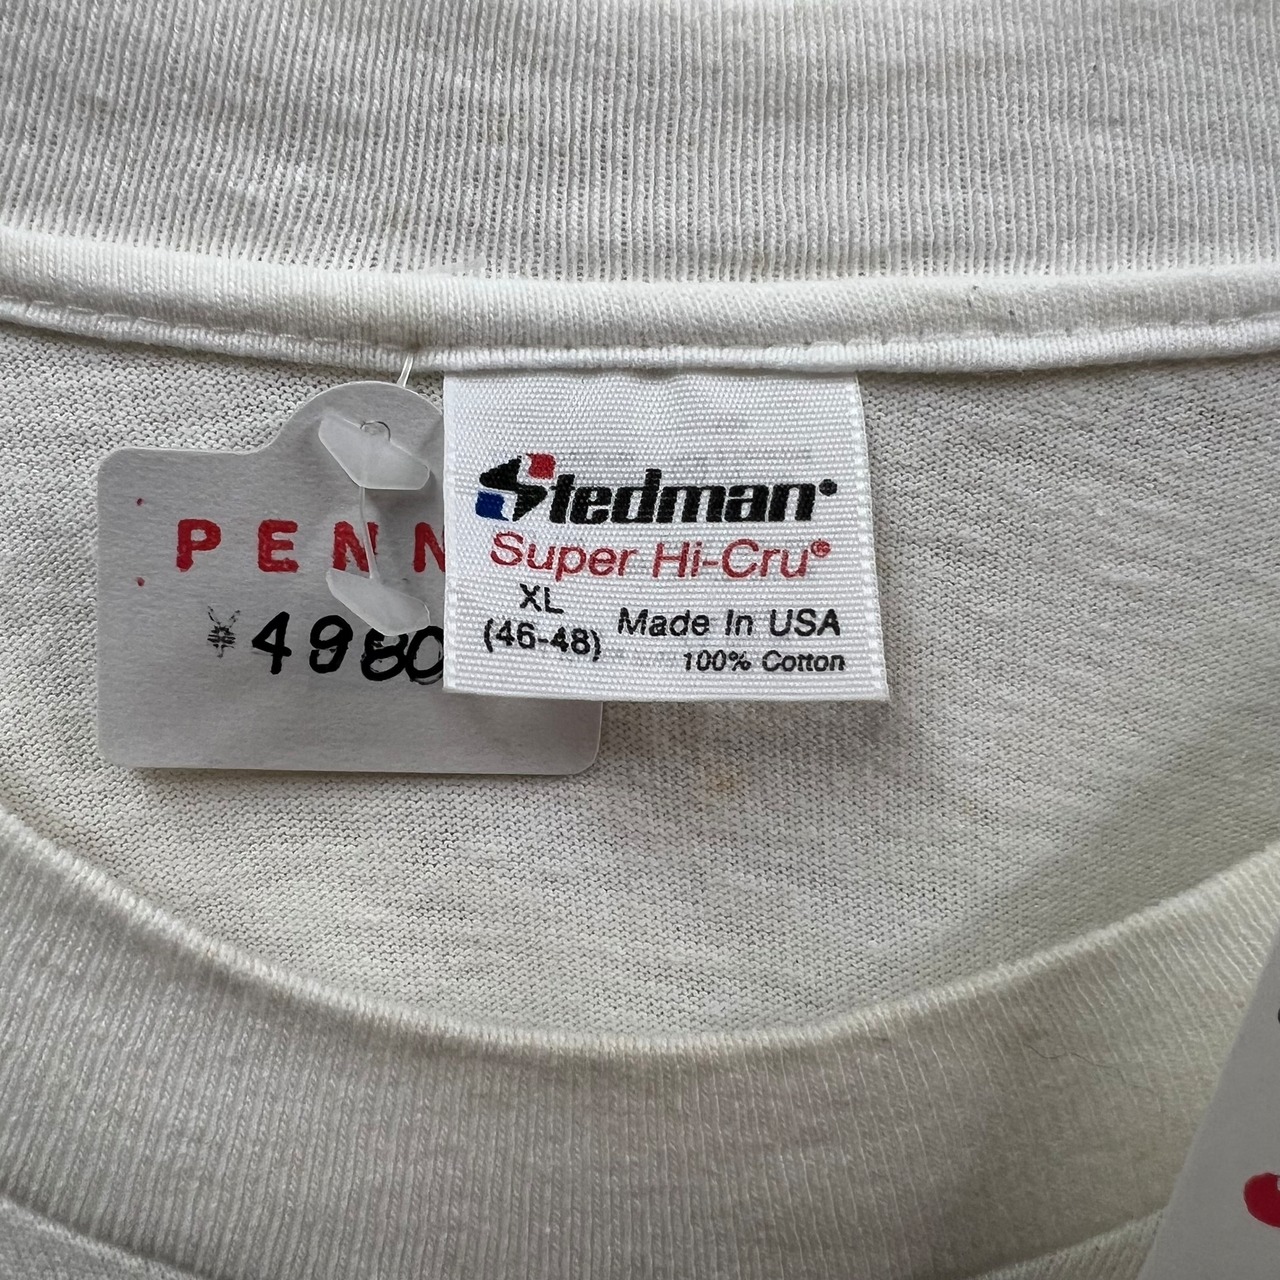 PENN
¥4980
Stedman®
Super Hi-Cru®
XL
(46-48)
Made In USA
100% Cotton